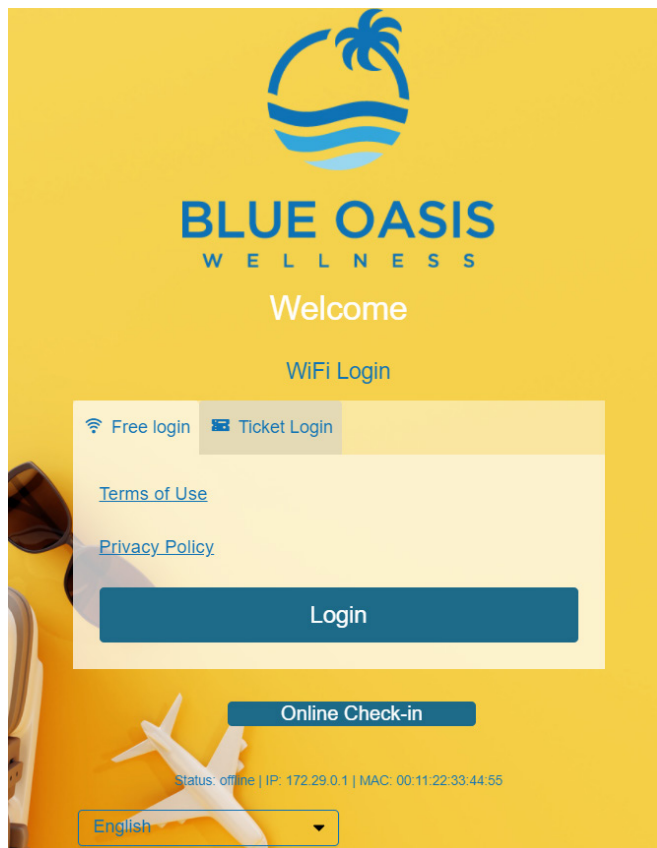 BLUE OASIS
WELLNESS
Welcome
WiFi Login
Free login Ticket Login
Terms of Use
Privacy Policy
Login
Online Check-in
Status: offline | IP: 172.29.0.1 | MAC: 00:11:22:33:44:55
English